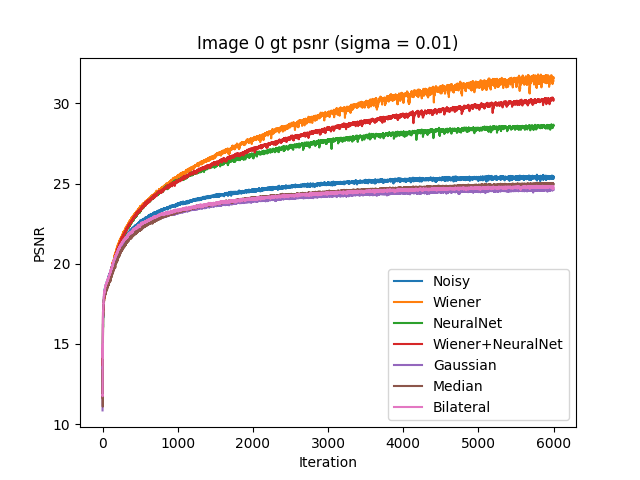 Image 0 gt psnr (sigma = 0.01)
PSNR
30
25
20
15
10
0 1000 2000 3000 4000 5000 6000
Iteration
Noisy
Wiener
NeuralNet
Wiener+NeuralNet
Gaussian
Median
Bilateral